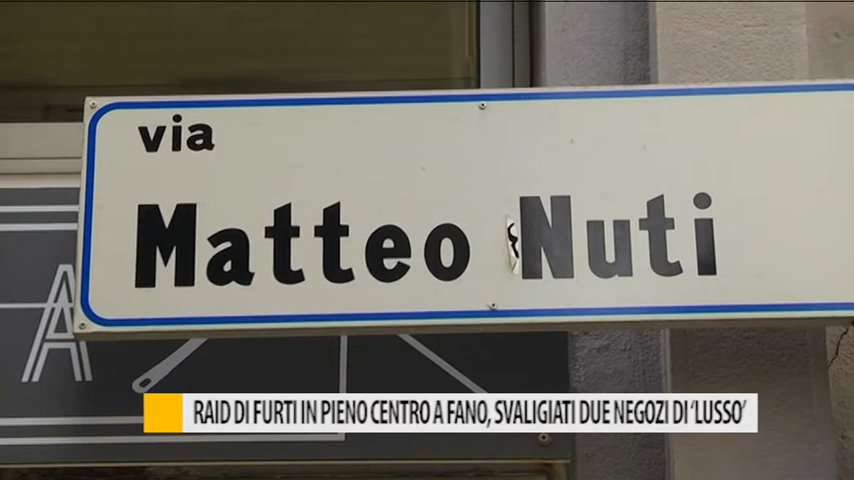 via
Matteo Nuti
A
RAID DI FURTI IN PIENO CENTRO A FANO, SVALIGIATI DUE NEGOZI DI ‘LUSSO’